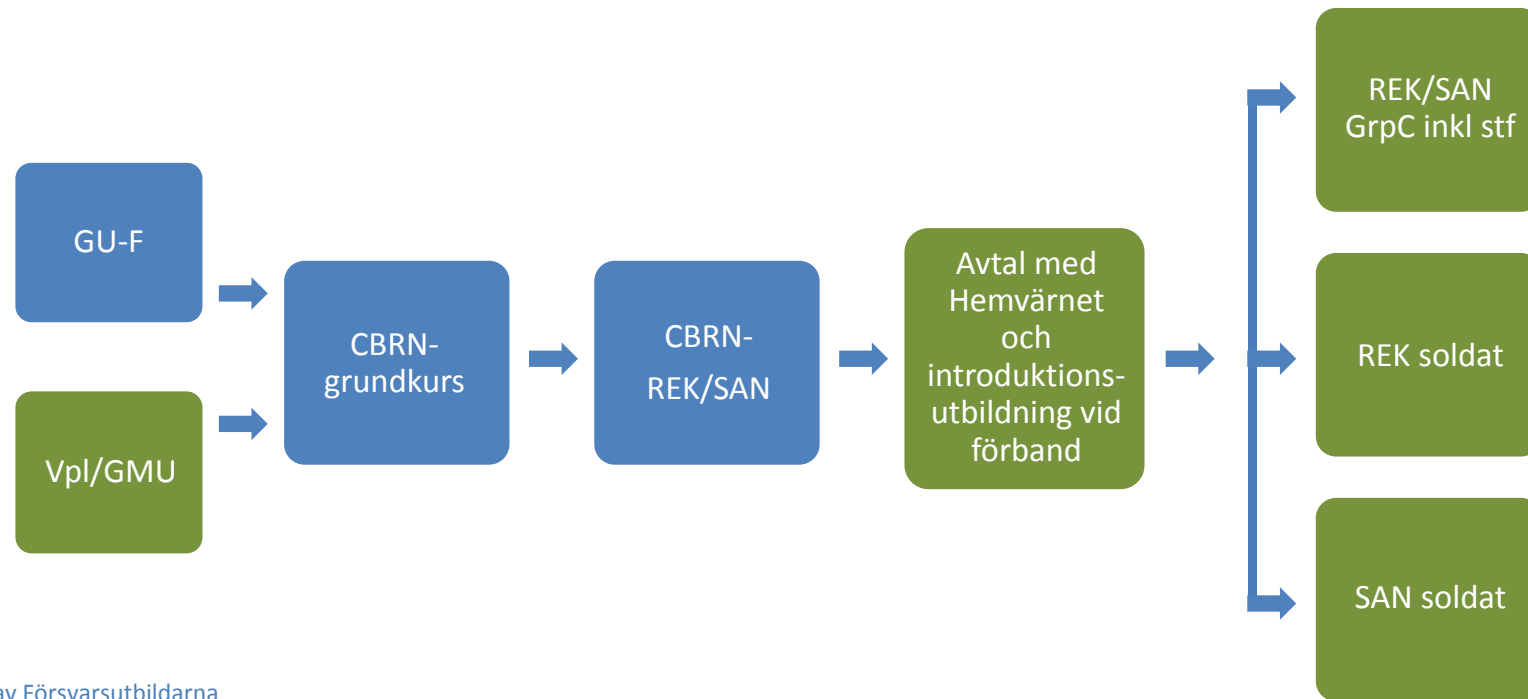 GU-F
Vpl/GMU
CBRN-
grundkurs
CBRN-
REK/SAN
Avtal med
Hemvärnet
och
introduktions-
utbildning vid
förband
REK/SAN
GrpC inkl stf
REK soldat
SAN soldat
av Försvarsutbildarna